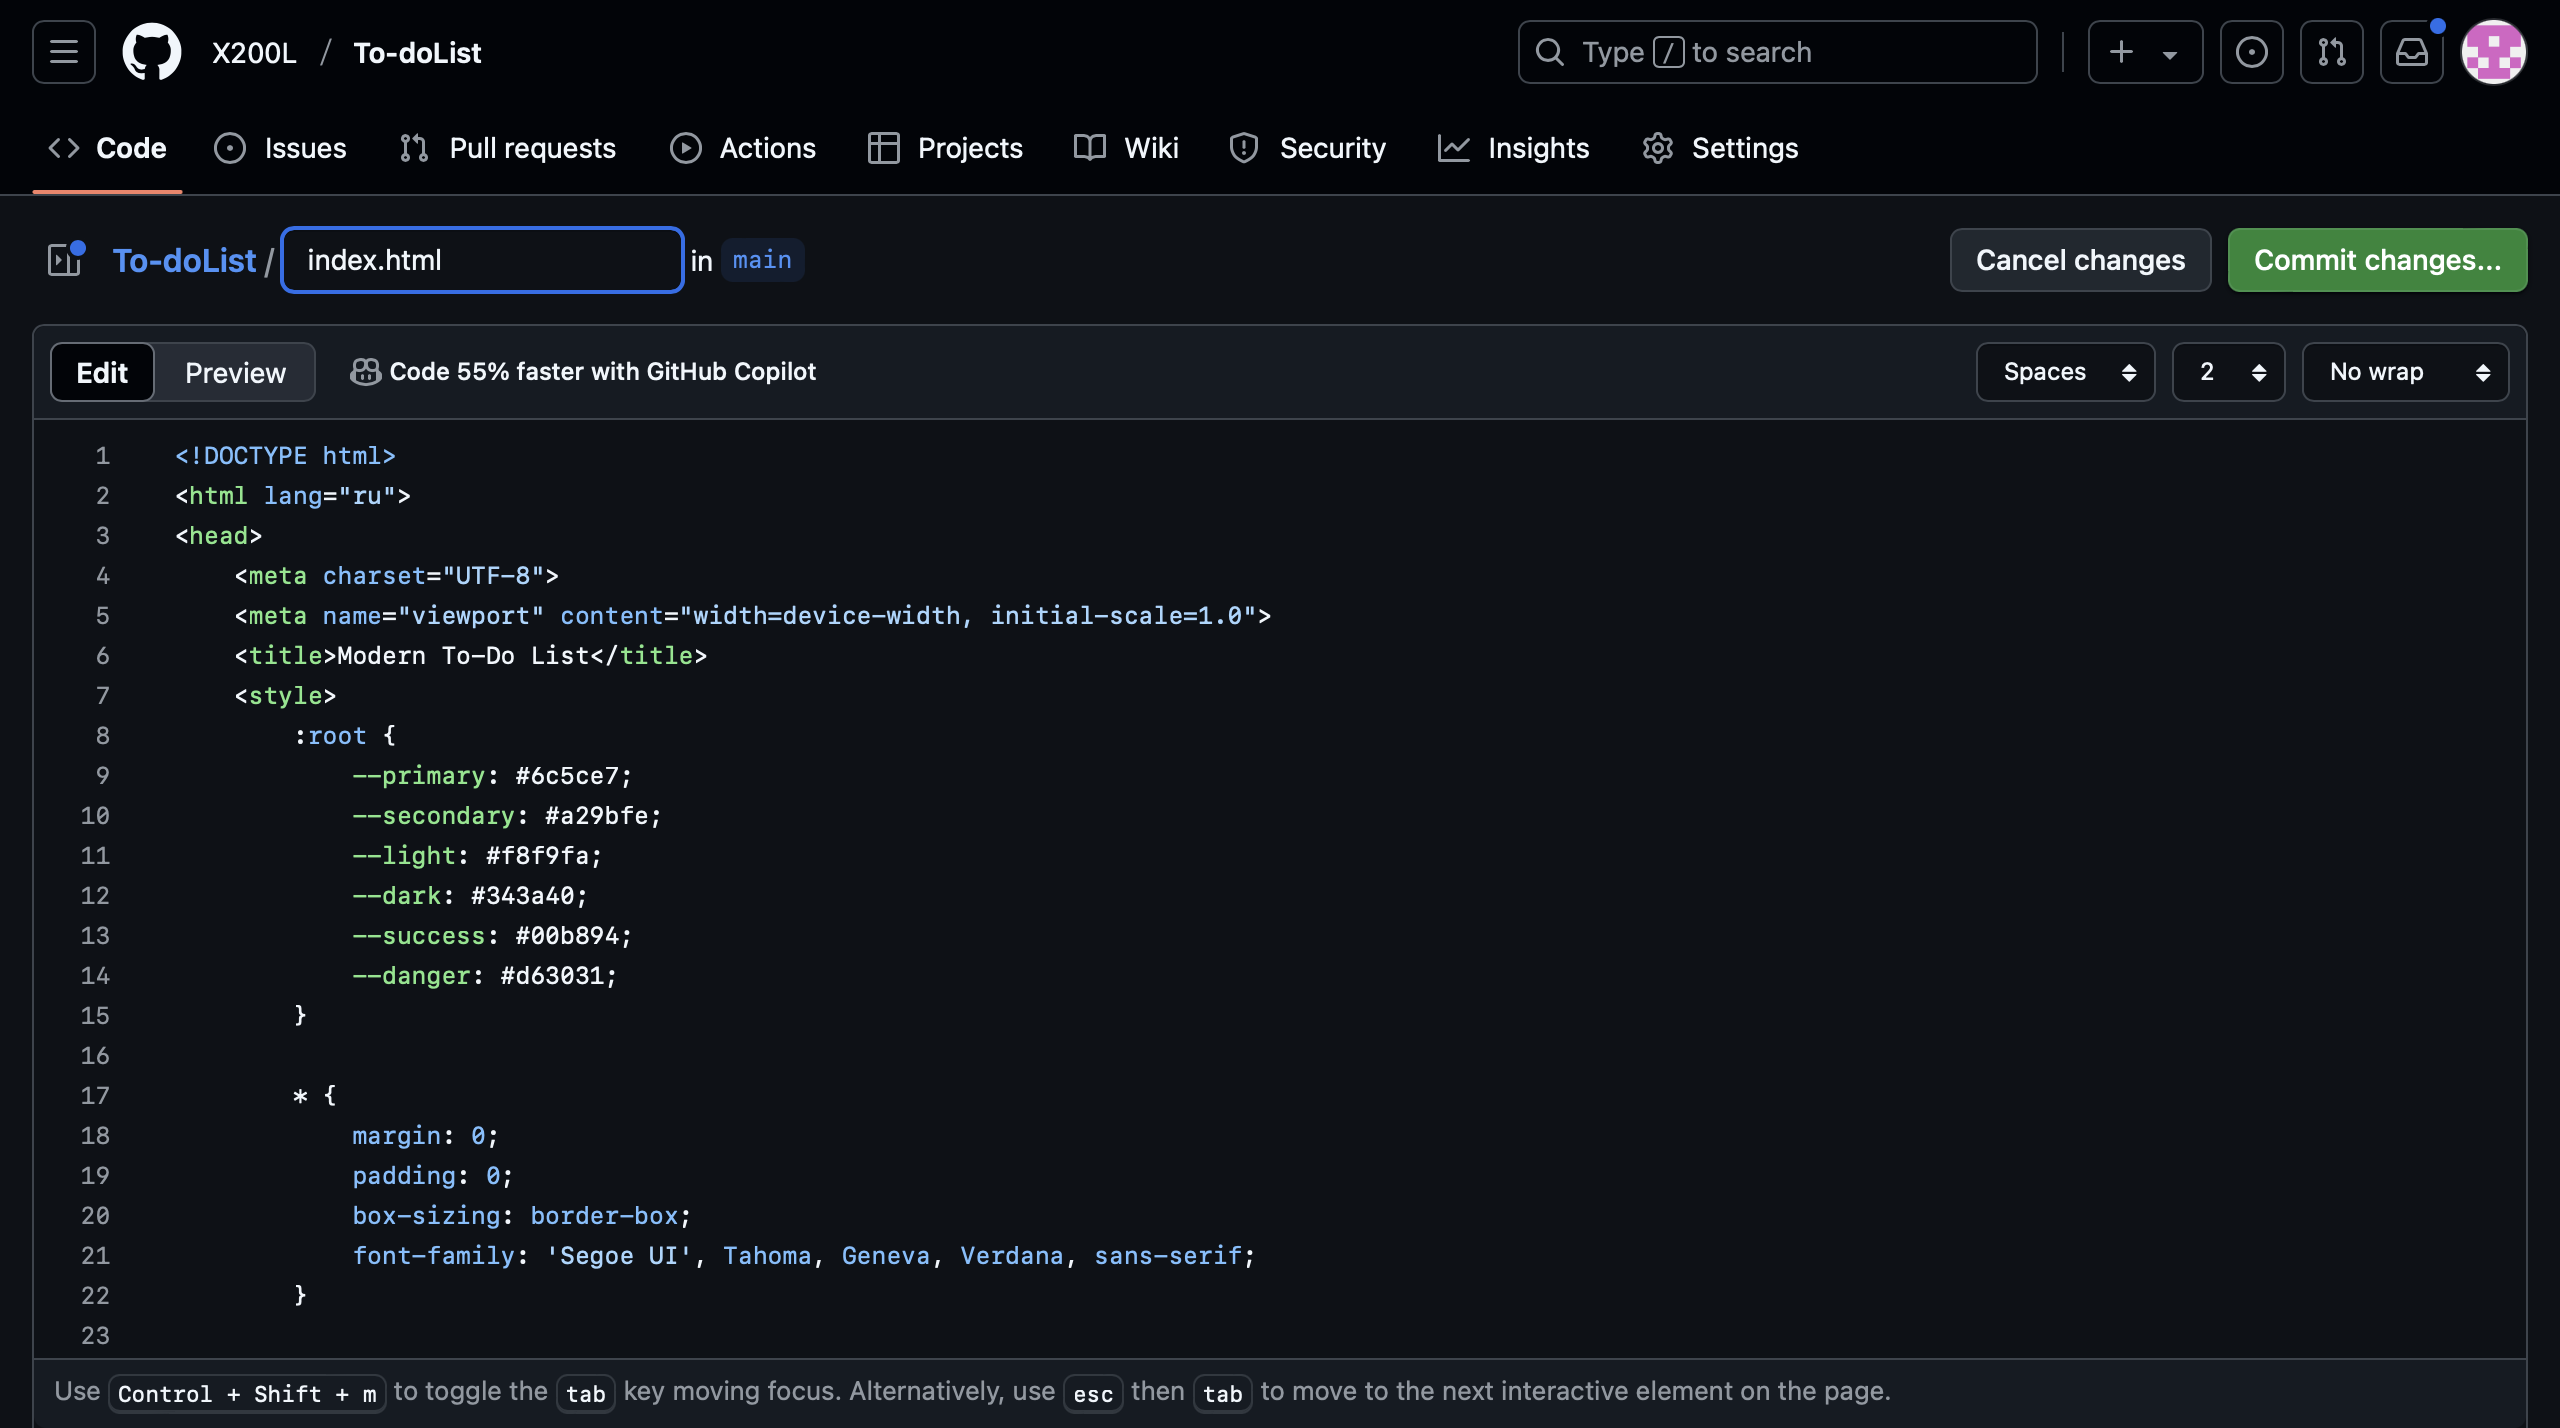 X200L / To-doList
Type / to search
Code Issues Pull requests Actions Projects Wiki Security Insights Settings
To-doList / index.html in main
Cancel changes Commit changes...
Edit Preview Code 55% faster with GitHub Copilot
Spaces 2 No wrap
1 <!DOCTYPE html>
2 <html lang="ru">
3 <head>
4     <meta charset="UTF-8">
5     <meta name="viewport" content="width=device-width, initial-scale=1.0">
6     <title>Modern To-Do List</title>
7     <style>
8         :root {
9             --primary: #6c5ce7;
10             --secondary: #a29bfe;
11             --light: #f8f9fa;
12             --dark: #343a40;
13             --success: #00b894;
14             --danger: #d63031;
15         }
16
17         * {
18             margin: 0;
19             padding: 0;
20             box-sizing: border-box;
21             font-family: 'Segoe UI', Tahoma, Geneva, Verdana, sans-serif;
22         }
23
Use Control + Shift + m to toggle the tab key moving focus. Alternatively, use esc then tab to move to the next interactive element on the page.